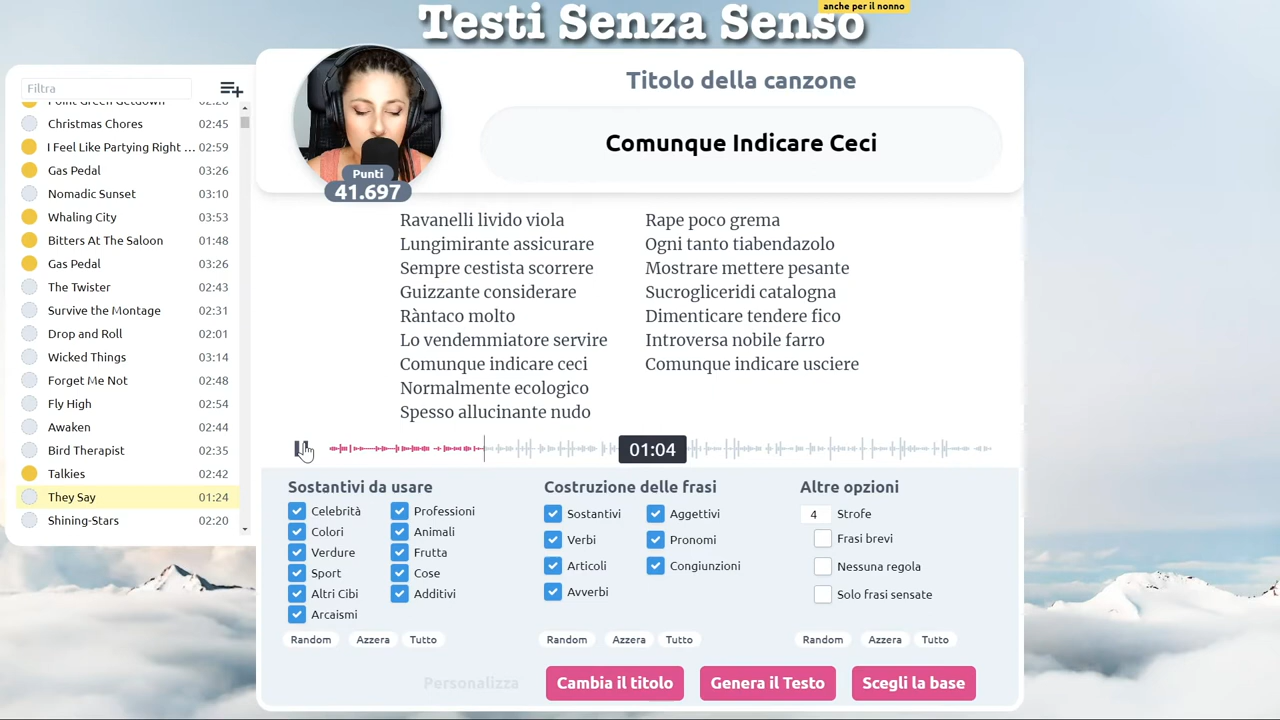 anche per il nonno
Testi Senza Senso
Filtra
Point Green Getdown 02:28
Christmas Chores 02:45
I Feel Like Partying Right ... 02:59
Gas Pedal 03:26
Nomadic Sunset 03:10
Whaling City 03:53
Bitters At The Saloon 01:48
Gas Pedal 03:26
The Twister 02:43
Survive the Montage 02:31
Drop and Roll 02:01
Wicked Things 03:14
Forget Me Not 02:48
Fly High 02:54
Awaken 02:44
Bird Therapist 02:35
Talkies 02:42
They Say 01:24
Shining-Stars 02:20
Punti
41.697
Titolo della canzone
Comunque Indicare Ceci
Ravanelli livido viola
Lungimirante assicurare
Sempre cestista scorrere
Guizzante considerare
Ràntaco molto
Lo vendemmiatore servire
Comunque indicare ceci
Normalmente ecologico
Spesso allucinante nudo
Rape poco grema
Ogni tanto tiabendazolo
Mostrare mettere pesante
Sucrogliceridi catalogna
Dimenticare tendere fico
Introversa nobile farro
Comunque indicare usciere
01:04
Sostantivi da usare
Celebrità Professioni
Colori Animali
Verdure Frutta
Sport Cose
Altri Cibi Additivi
Arcaismi
Random Azzera Tutto
Costruzione delle frasi
Sostantivi Aggettivi
Verbi Pronomi
Articoli Congiunzioni
Avverbi
Random Azzera Tutto
Altre opzioni
4 Strofe
Frasi brevi
Nessuna regola
Solo frasi sensate
Random Azzera Tutto
Personalizza
Cambia il titolo
Genera il Testo
Scegli la base